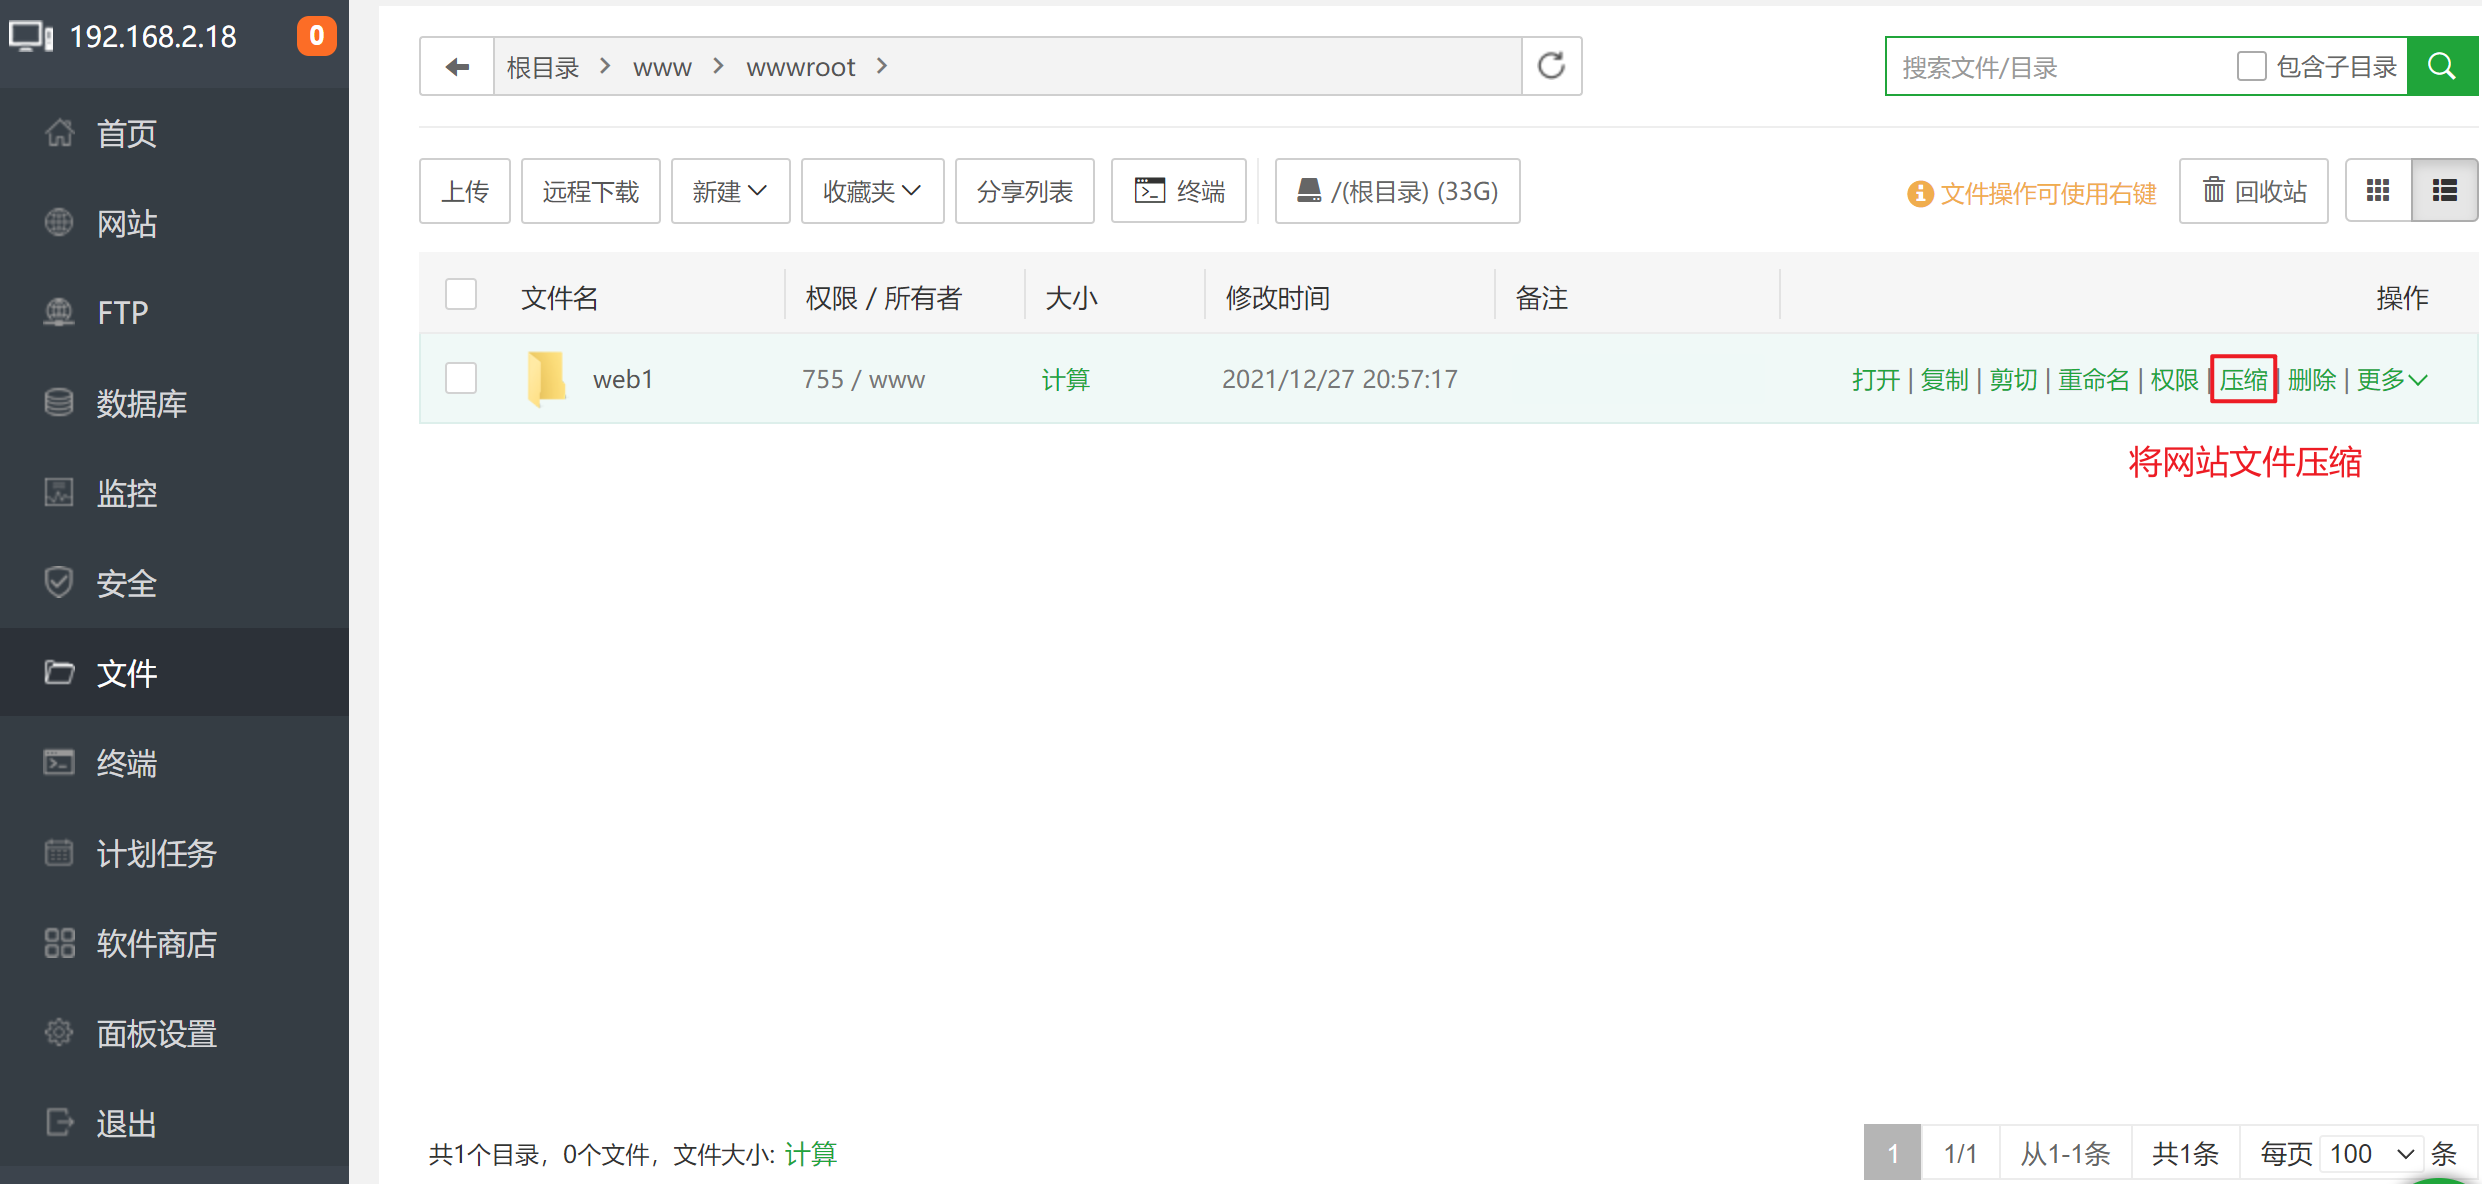 192.168.2.18 0
首页
网站
FTP
数据库
监控
安全
文件
终端
计划任务
软件商店
面板设置
退出
根目录 > www > wwwroot >
搜索文件/目录 包含子目录
上传 远程下载 新建 收藏夹 分享列表 终端 /(根目录) (33G)
文件操作可使用右键 回收站
文件名 权限 / 所有者 大小 修改时间 备注 操作
web1 755 / www 计算 2021/12/27 20:57:17 打开 | 复制 | 剪切 | 重命名 | 权限 | 压缩 | 删除 | 更多
将网站文件压缩
共1个目录，0个文件，文件大小: 计算
1 1/1 从1-1条 共1条 每页 100 条